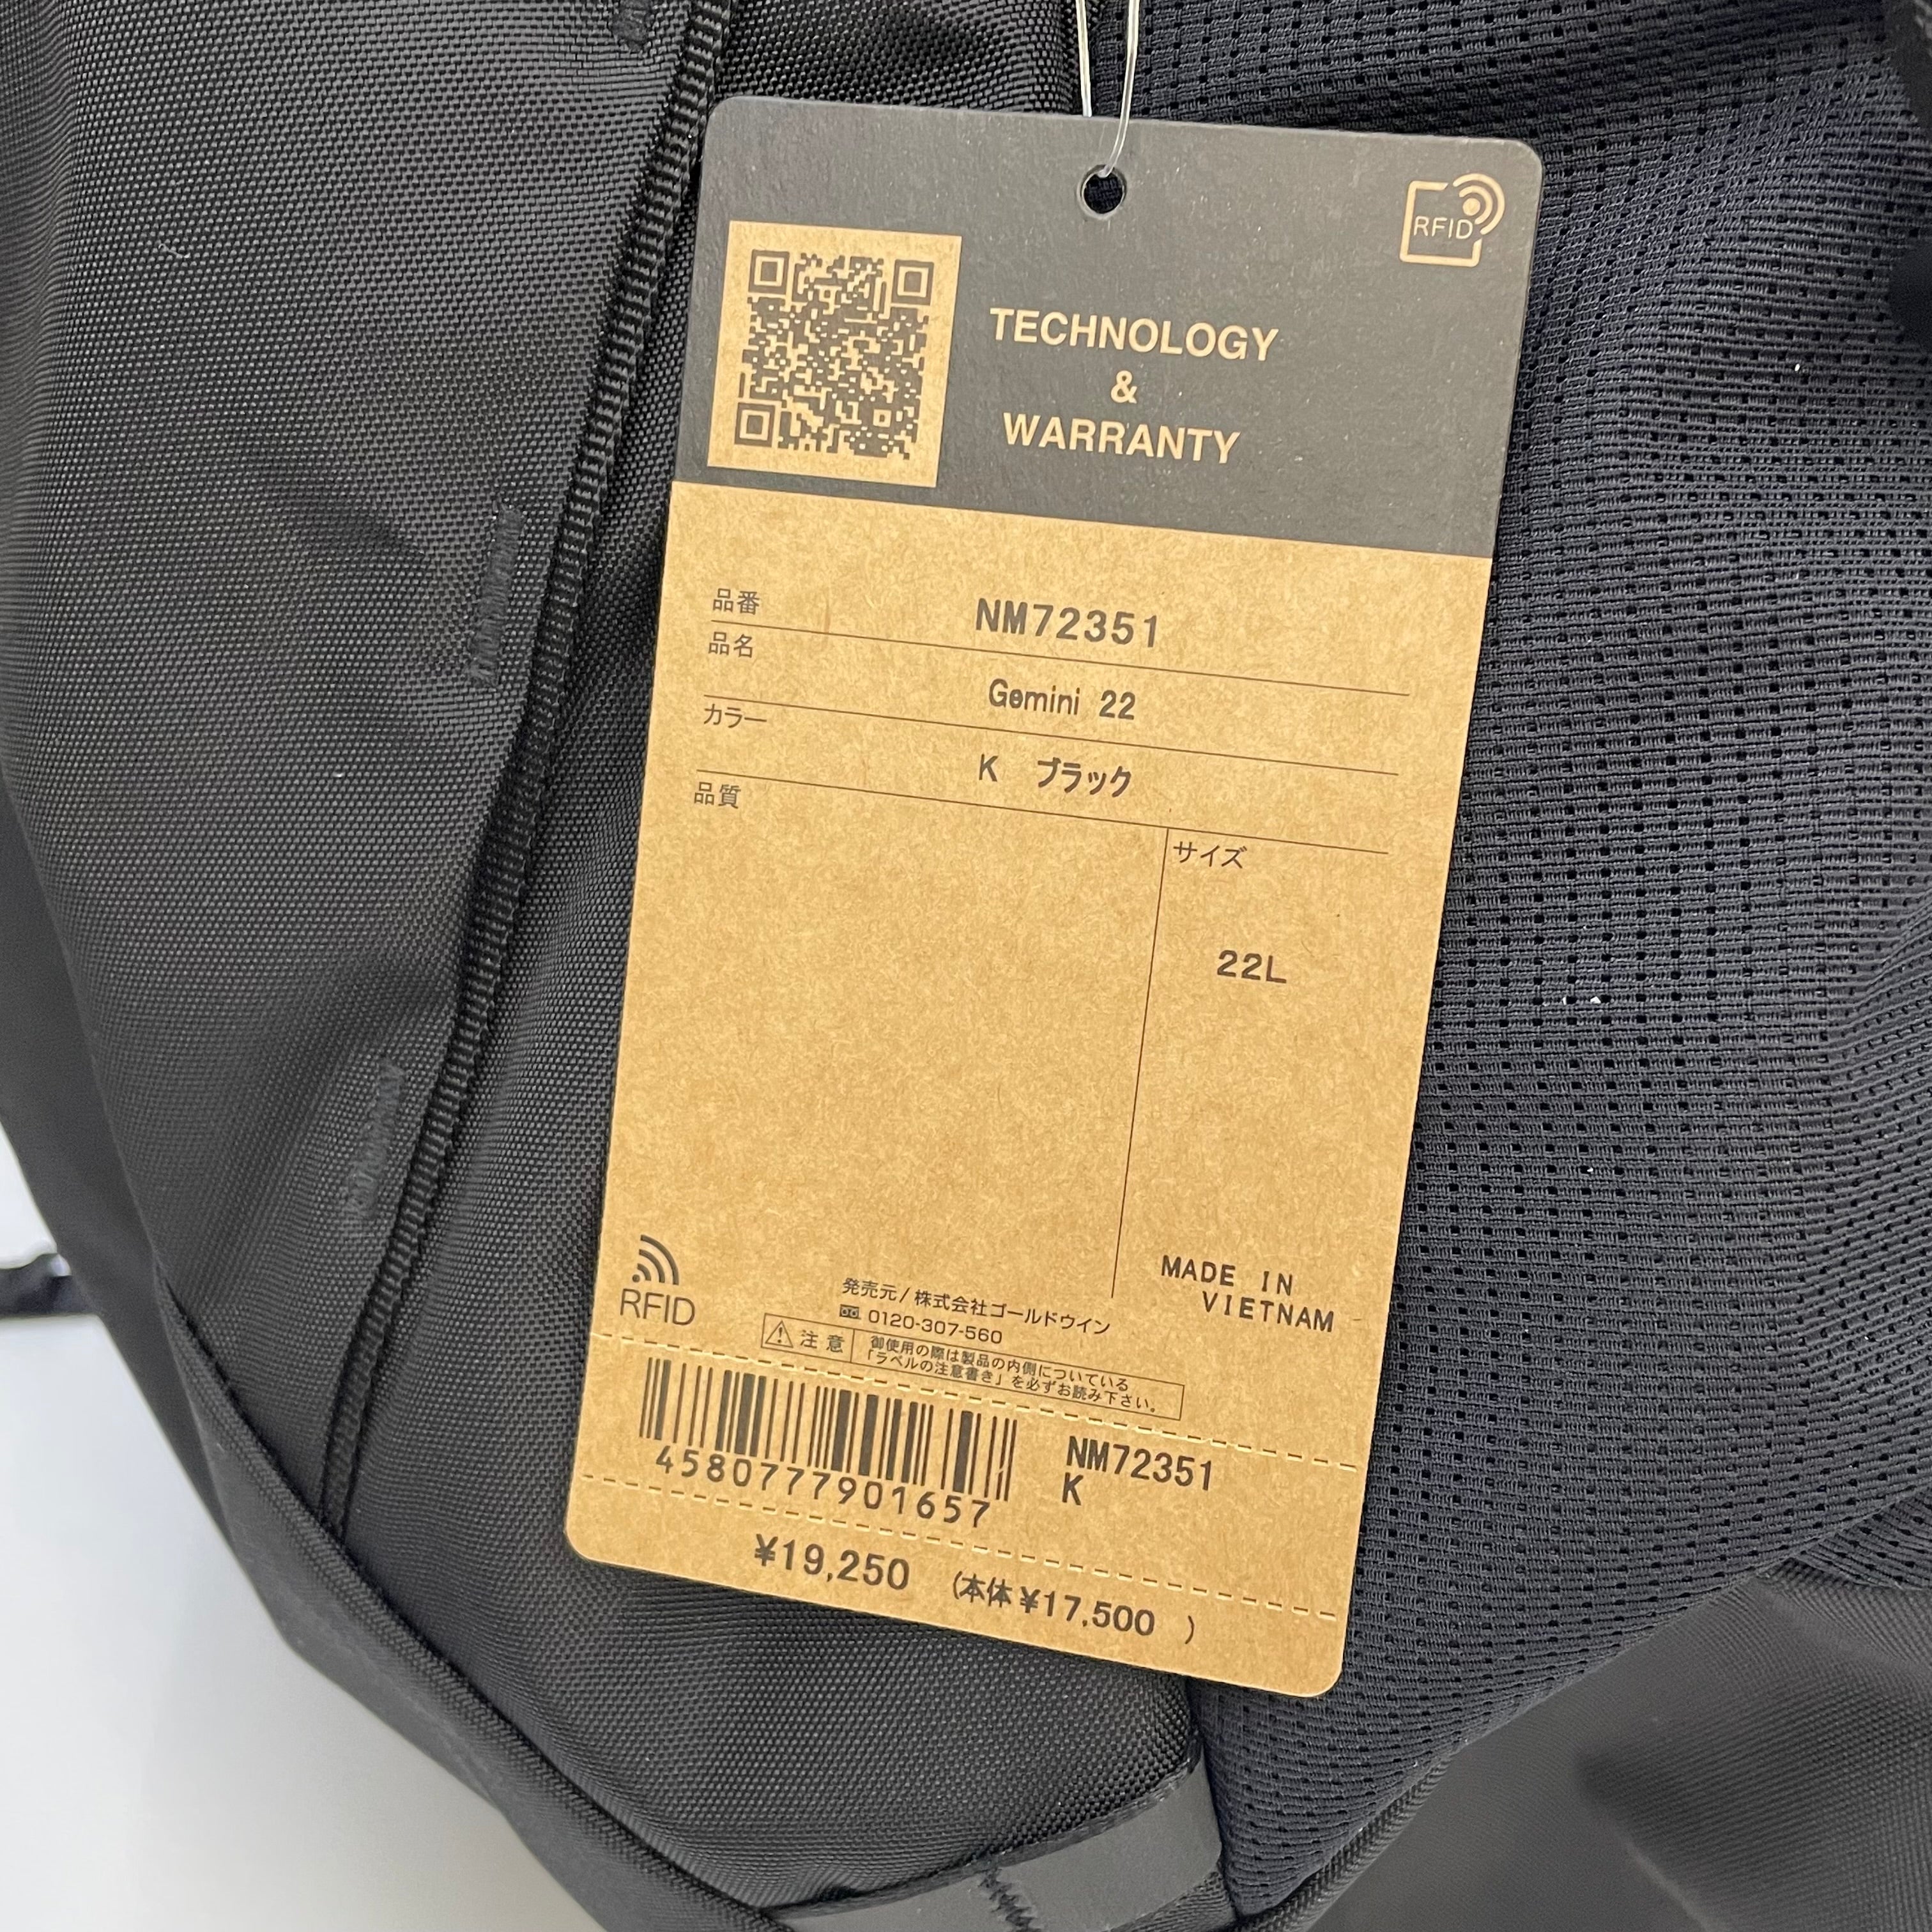 RFID
TECHNOLOGY
&
WARRANTY
品番 NM72351
品名 Gemini 22
カラー K ブラック
品質
サイズ
22L
MADE IN
VIETNAM
RFID
発売元/株式会社ゴールドウイン
0120-307-560
注意
御使用の際は製品の内側についている
「ラベルの注意書き」を必ずお読み下さい。
4580777901657
NM72351
K
¥19,250 (本体¥17,500 )